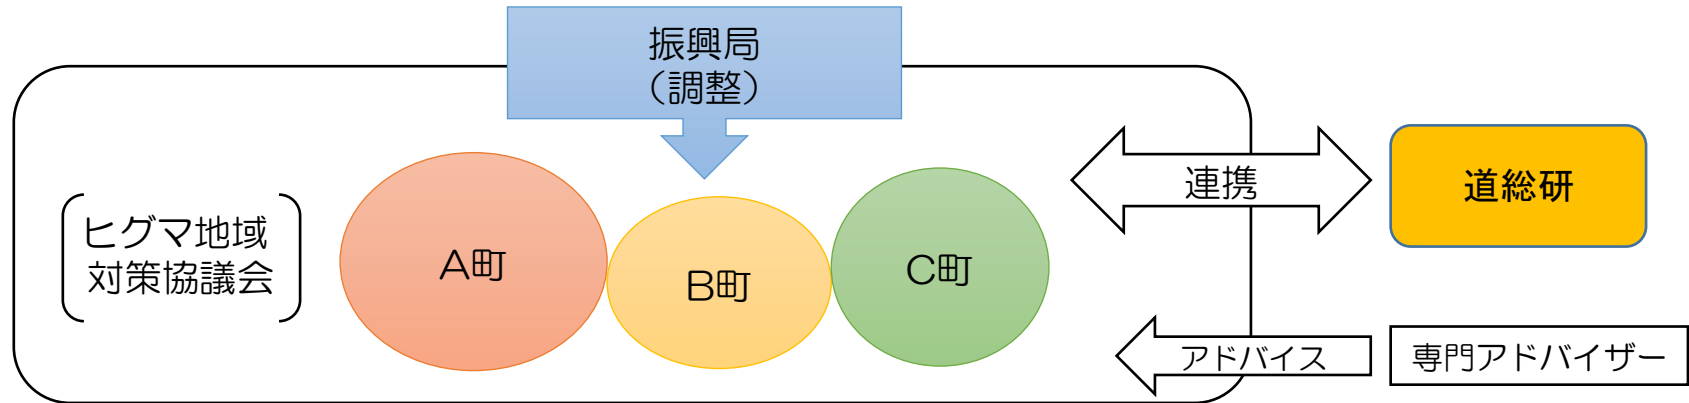 振興局
（調整）
ヒグマ地域
対策協議会
A町
B町
C町
連携
道総研
アドバイス
専門アドバイザー